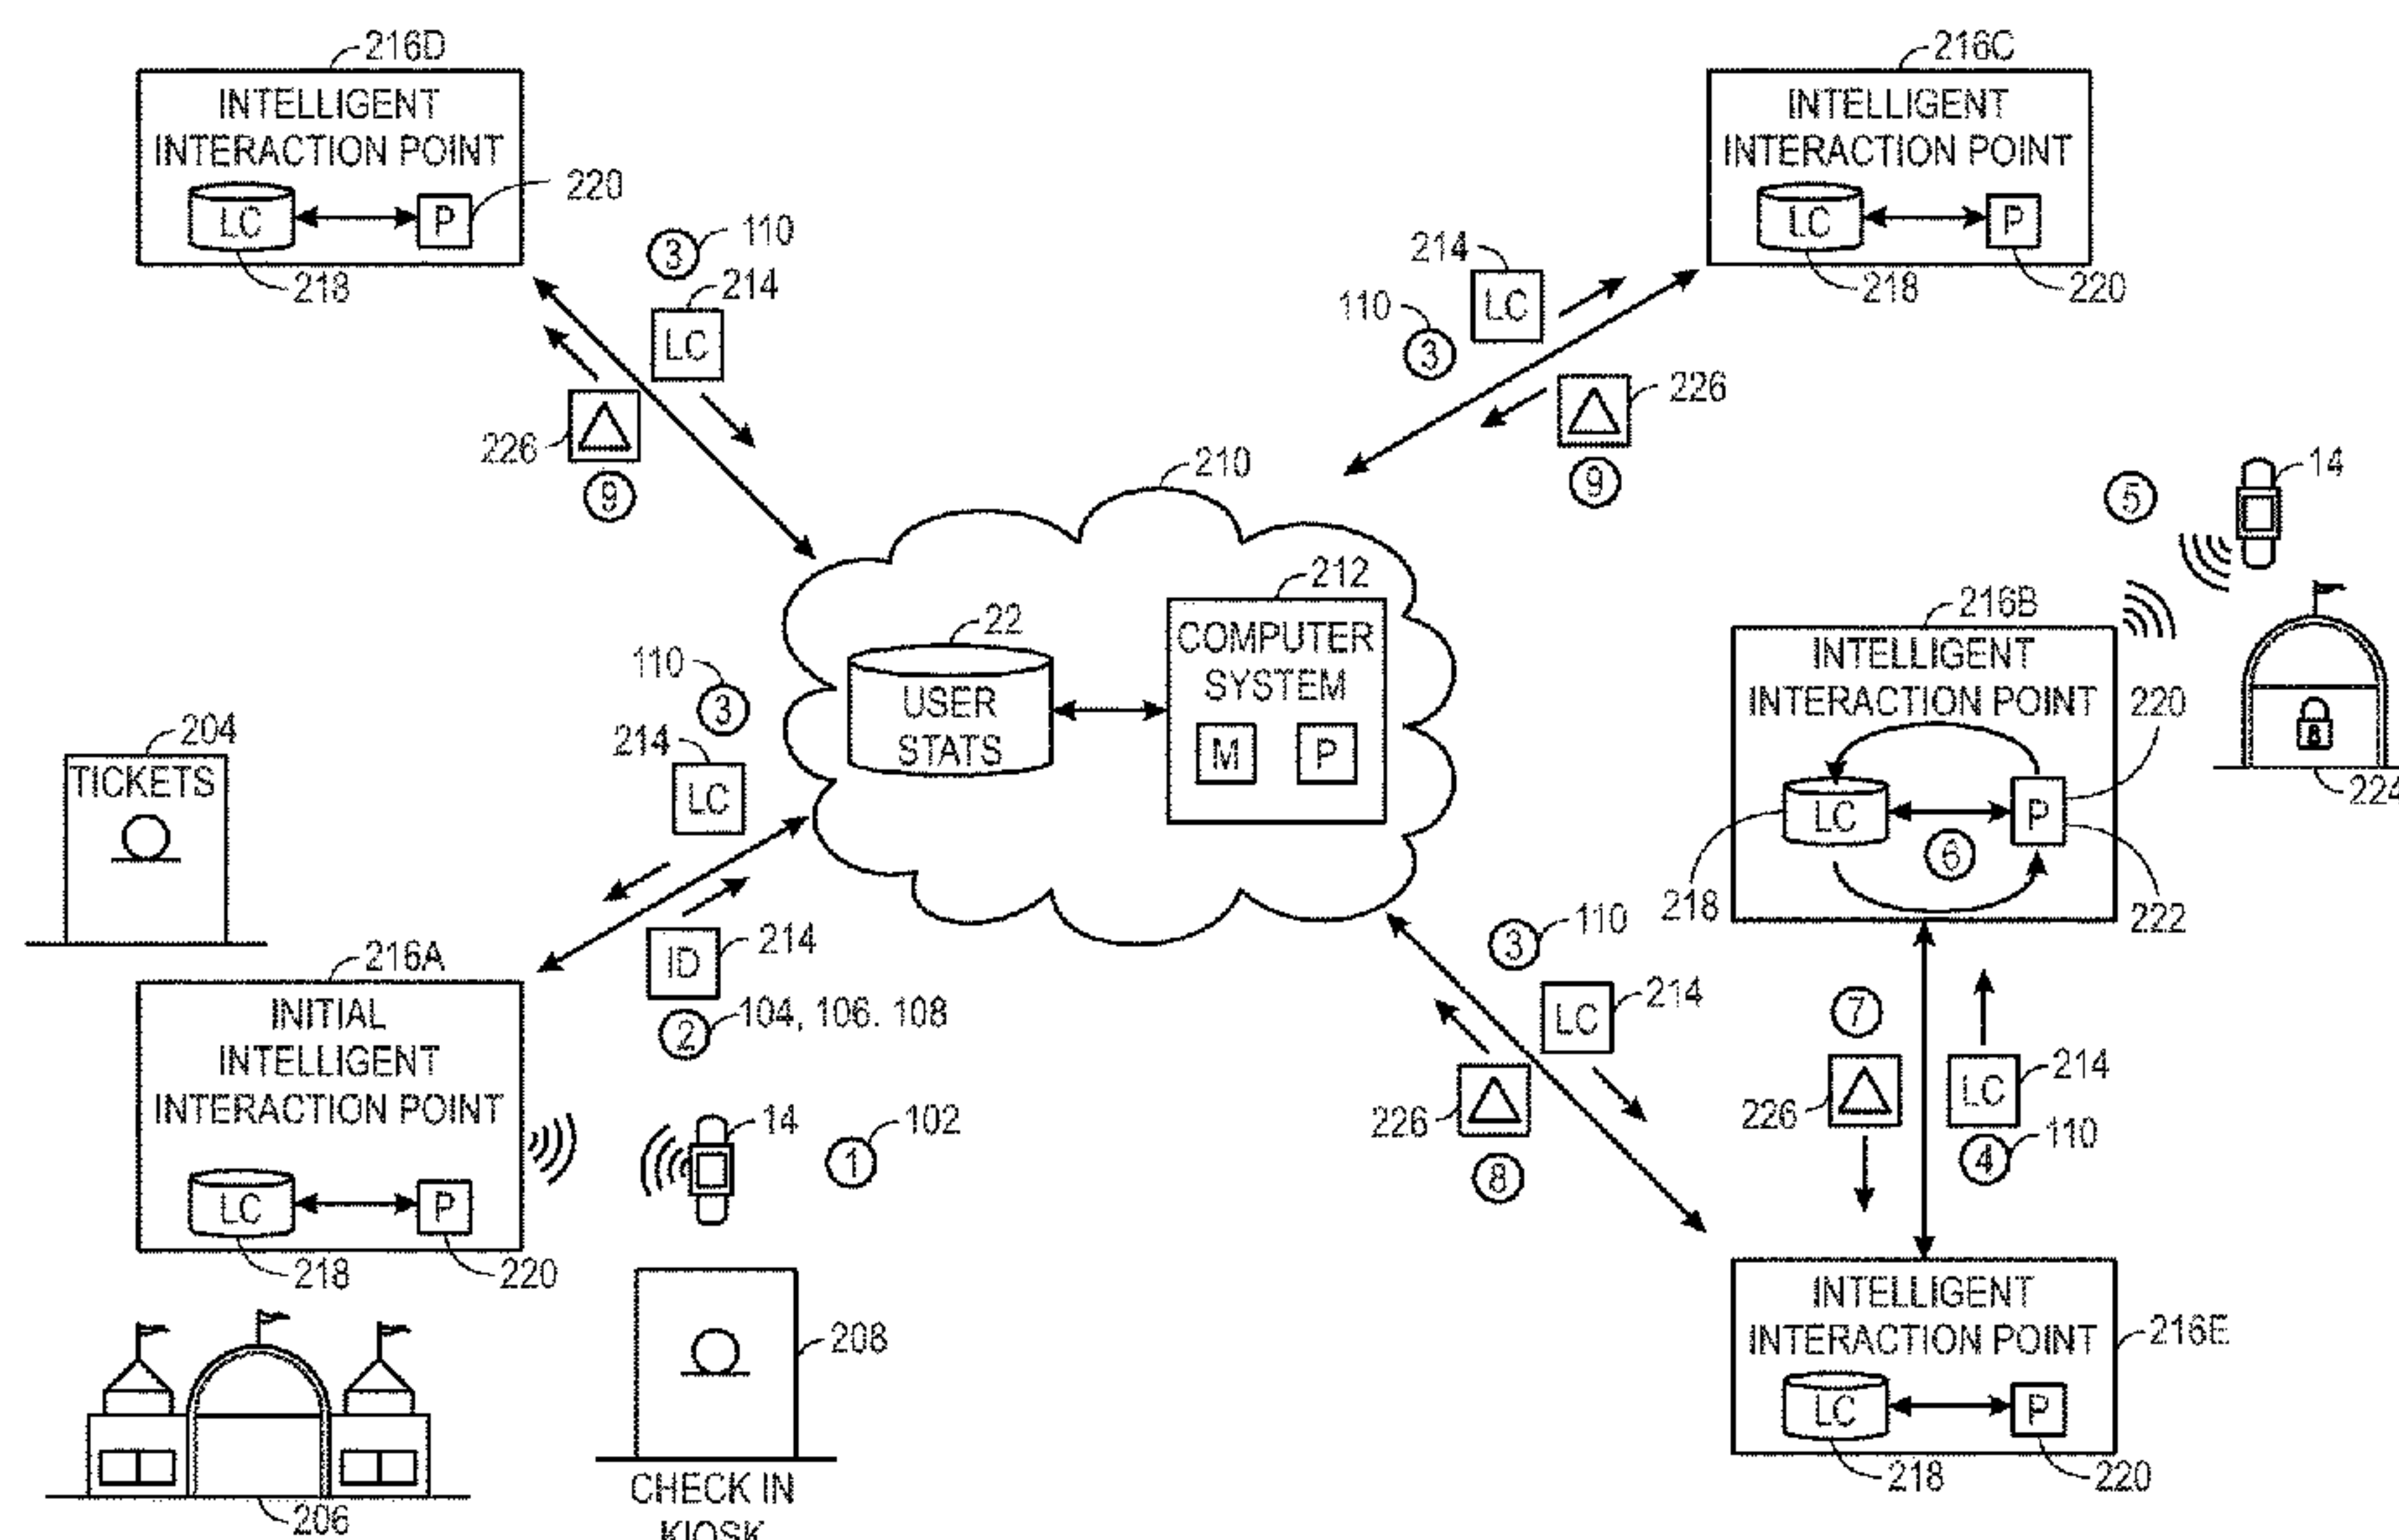 216D
INTELLIGENT
INTERACTION POINT
LC
P
220
218
3
110
214
LC
226
9
216C
INTELLIGENT
INTERACTION POINT
LC
P
218
220
214
LC
110
3
226
9
210
5
14
22
USER
STATS
212
COMPUTER
SYSTEM
M
P
216B
INTELLIGENT
INTERACTION POINT
220
LC
P
6
218
222
8
224
110
3
214
LC
204
TICKETS
ID
214
2
104, 106. 108
216A
INITIAL
INTELLIGENT
INTERACTION POINT
LC
P
218
220
14
1
102
3
110
LC
214
226
8
7
226
LC
214
4
110
INTELLIGENT
INTERACTION POINT
216E
LC
P
218
220
206
208
CHECK IN
KIOSK